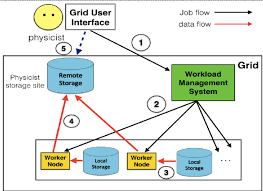 Grid User
Interface
Job flow
data flow
physicist
1
5
Grid
Physicist
storage site
Remote
Storage
Workload
Management
System
2
4
Worker
Node
Local
Storage
Worker
Node
3
Local
Storage
. . .